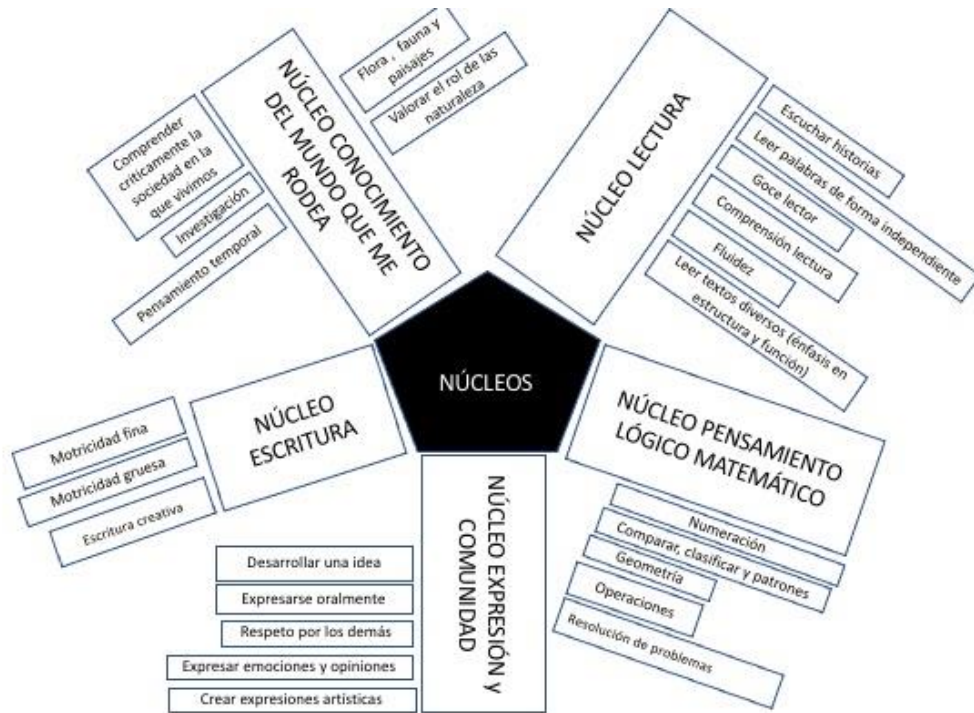 NÚCLEO CONOCIMIENTO
DEL MUNDO QUE ME
RODEA
Flora , fauna y
paisajes
Valorar el rol de las
naturaleza
Comprender
críticamente la
sociedad en la
que vivimos
Investigación
Pensamiento temporal
NÚCLEO LECTURA
Escuchar historias
Leer palabras de forma independiente
Goce lector
Comprensión lectura
Fluidez
Leer textos diversos (énfasis en
estructura y función)
NÚCLEOS
NÚCLEO
ESCRITURA
Motricidad fina
Motricidad gruesa
Escritura creativa
NÚCLEO PENSAMIENTO
LÓGICO MATEMÁTICO
Numeración
Comparar, clasificar y patrones
Geometría
Operaciones
Resolución de problemas
NÚCLEO EXPRESIÓN y
COMUNIDAD
Desarrollar una idea
Expresarse oralmente
Respeto por los demás
Expresar emociones y opiniones
Crear expresiones artísticas